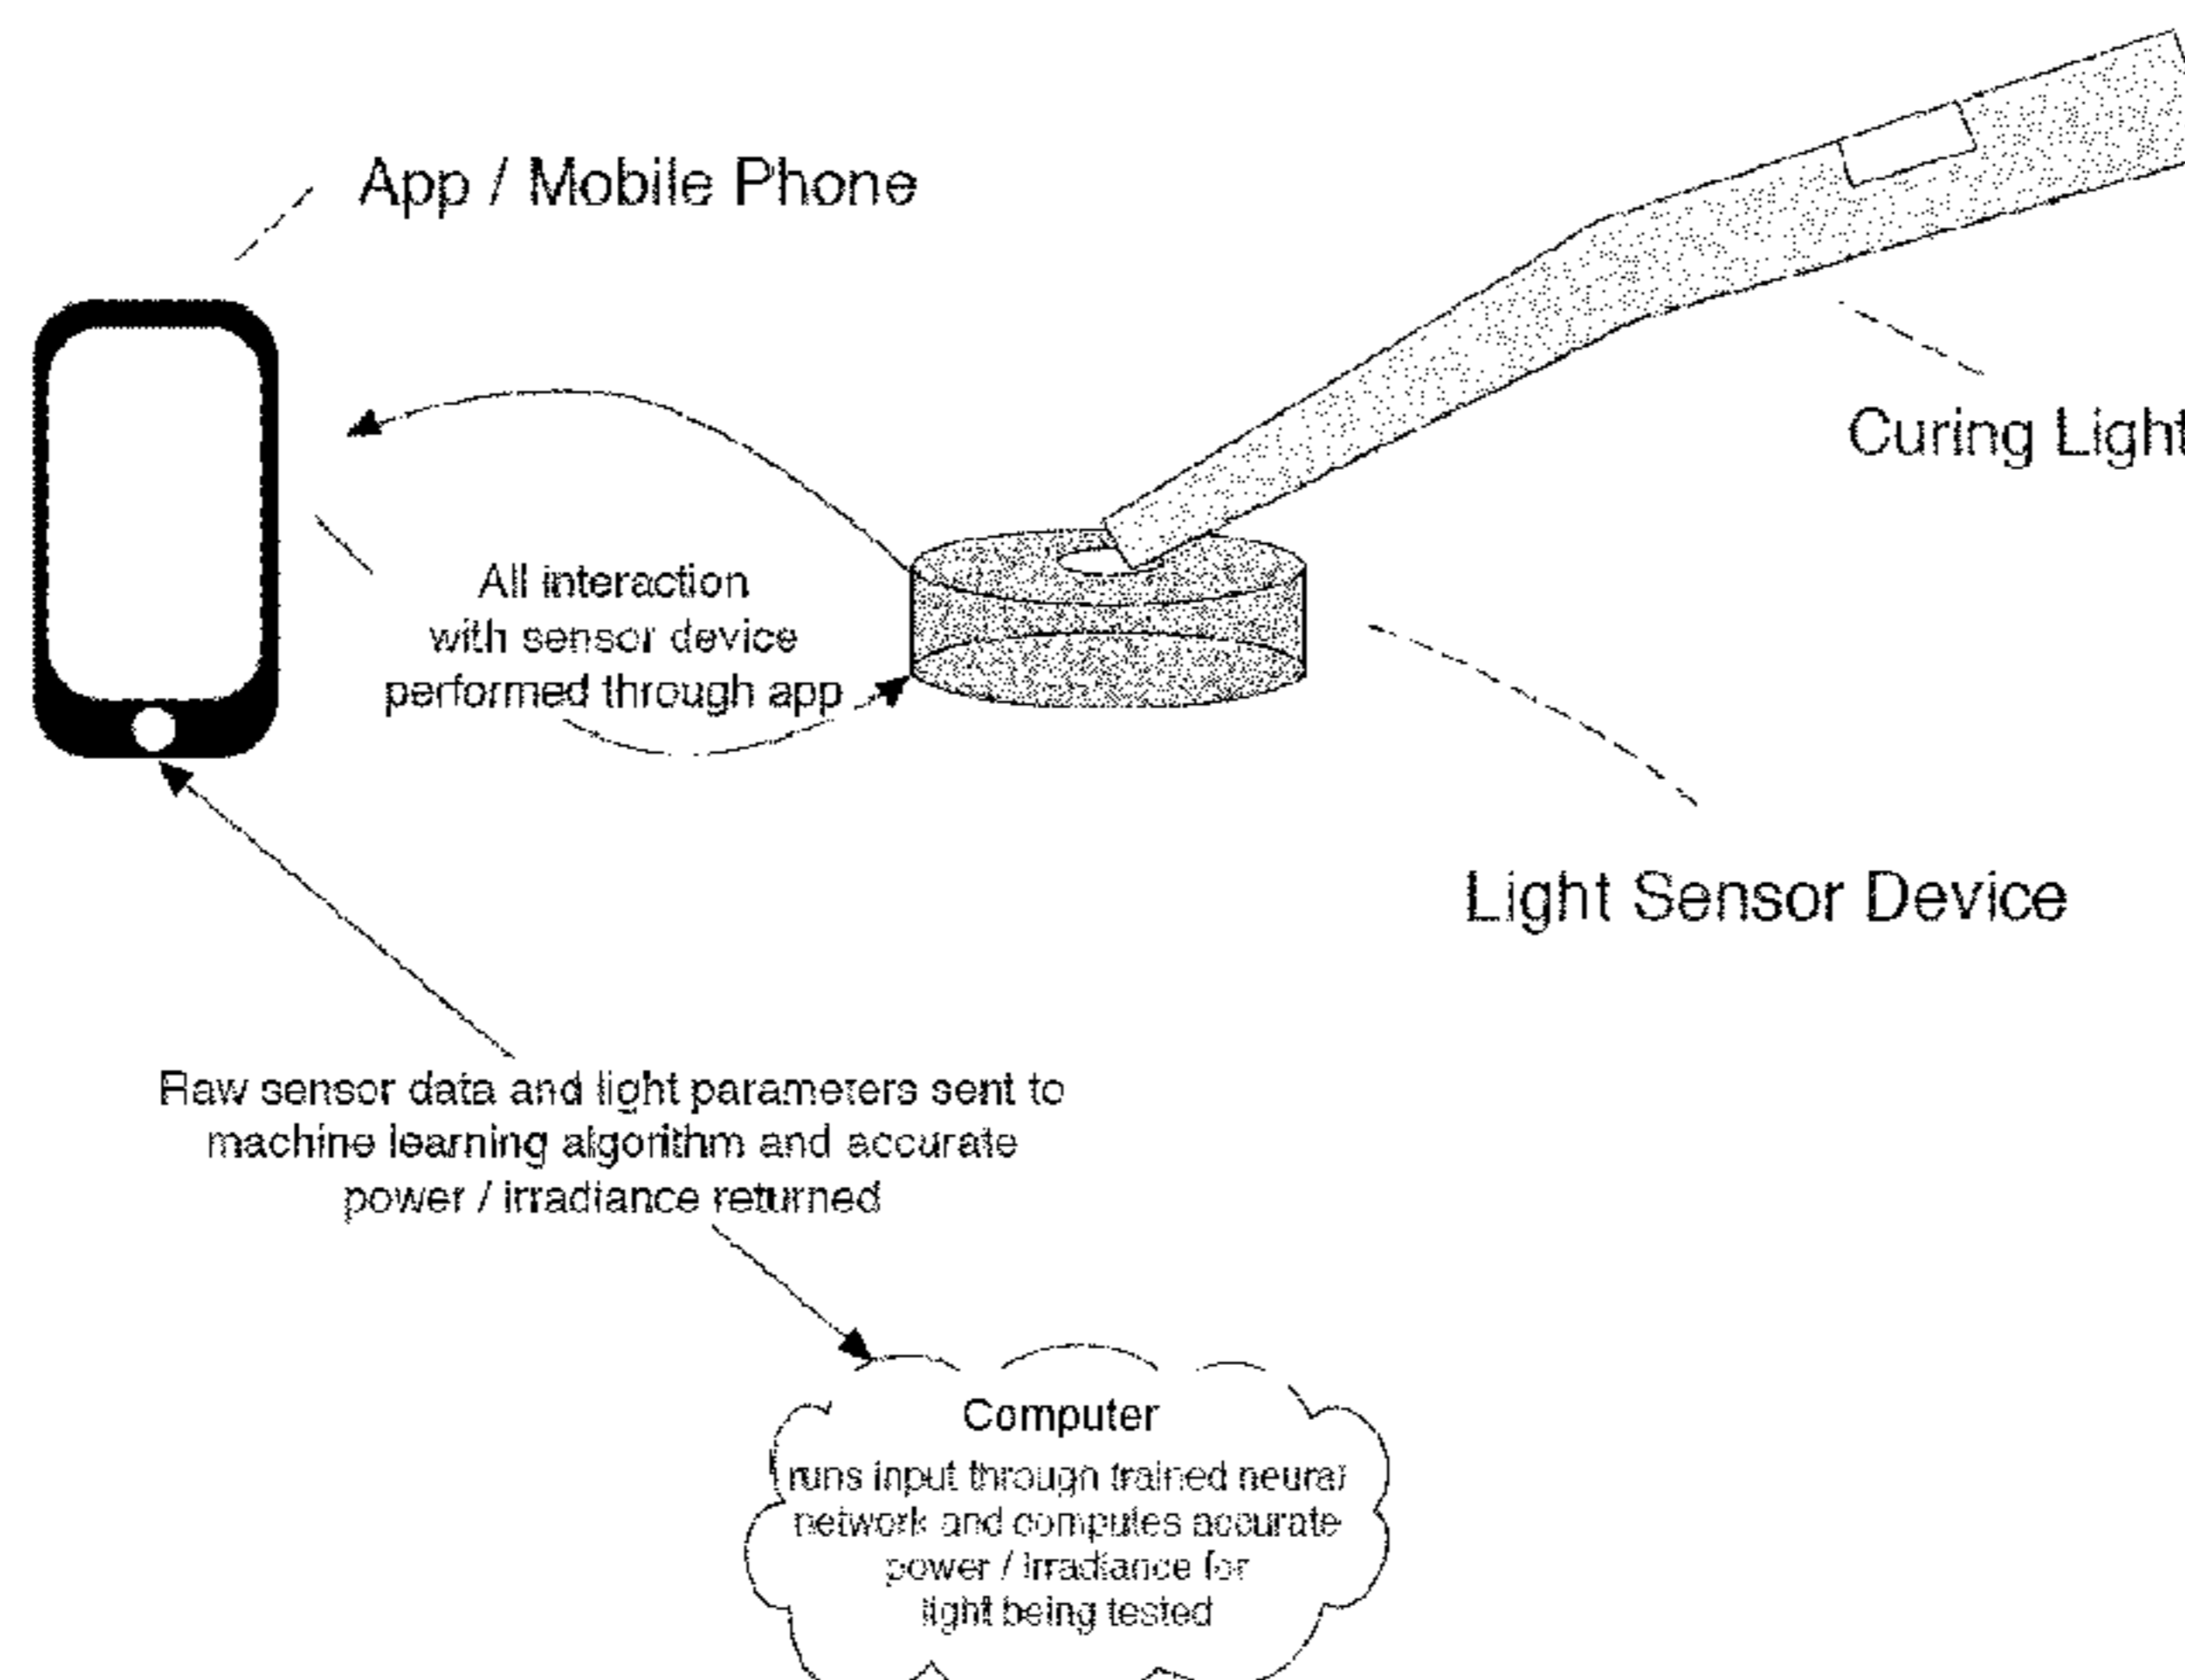 App / Mobile Phone
Curing Light
All interaction
with sensor device
performed through app
Light Sensor Device
Raw sensor data and light parameters sent to
machine learning algorithm and accurate
power / irradiance returned
Computer
runs input through trained neural
network and computes accurate
power / irradiance for
light being tested